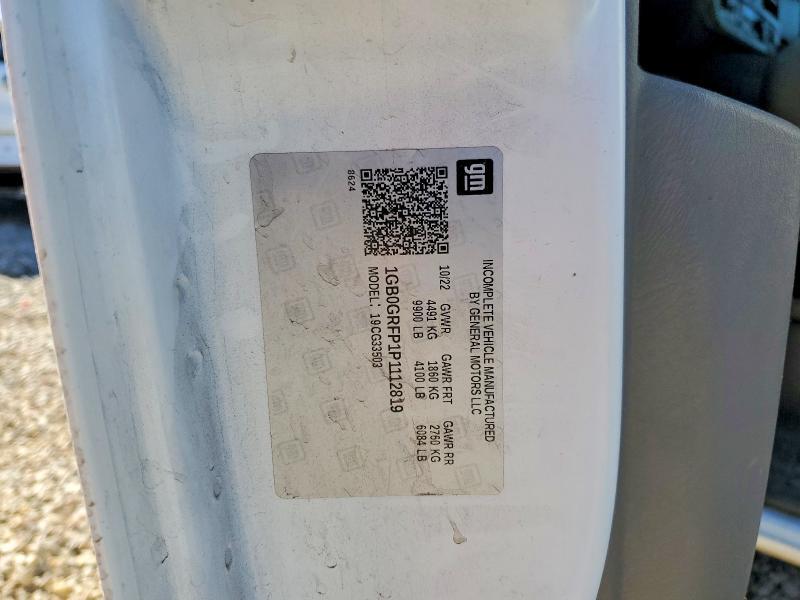 gm
INCOMPLETE VEHICLE MANUFACTURED
BY GENERAL MOTORS LLC
10/22 GVWR GAWR FRT GAWR RR
4491 KG 1860 KG 2760 KG
9900 LB 4100 LB 6084 LB
1GB0GRFP1P1112819
MODEL: 19CG33503
8624